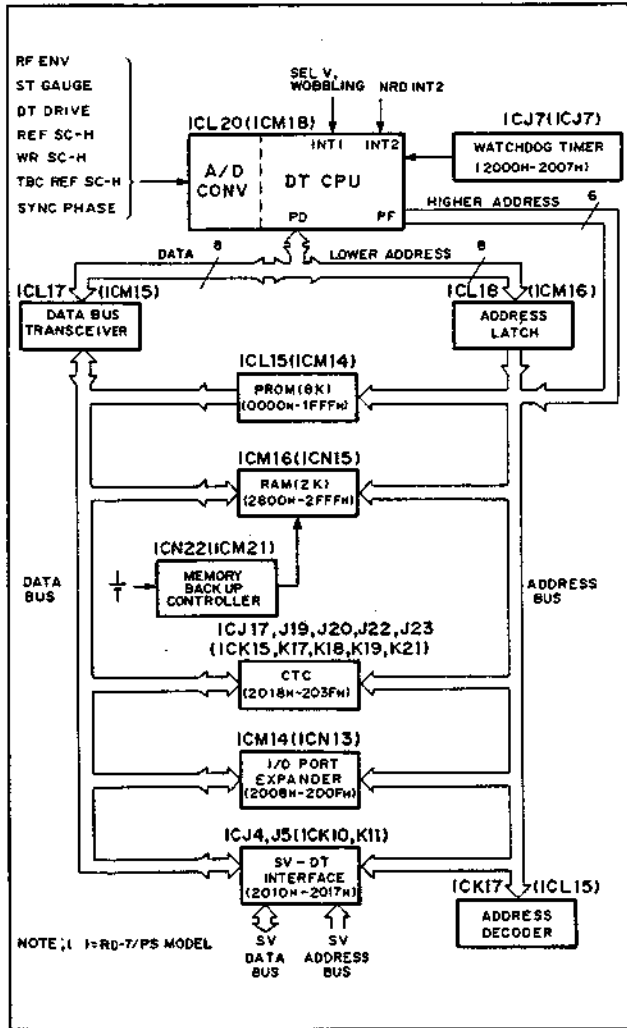 RF ENV
ST GAUGE
DT DRIVE
REF SC-H
WR SC-H
TBC REF SC-H
SYNC PHASE
SEL V,
WOBBLING
NRD INT2
ICL20(ICM18)
INT1
INT2
A/D
CONV
DT CPU
PD
PF
ICJ7(ICJ7)
WATCHDOG TIMER
(2000H-2007H)
HIGHER ADDRESS
6
DATA
8
LOWER ADDRESS
8
ICL17 (ICM15)
DATA BUS
TRANSCEIVER
ICL18 (ICM16)
ADDRESS
LATCH
ICL15(ICM14)
PROM(8K)
(0000H-1FFFH)
ICM16(ICN15)
RAM(2K)
(2800H-2FFFH)
ICN22(ICM21)
MEMORY
BACKUP
CONTROLLER
DATA
BUS
ADDRESS
BUS
ICJ17,J19,J20,J22,J23
(ICK15,K17,K18,K19,K21)
CTC
(2018H-203FH)
ICM14(ICN13)
I/O PORT
EXPANDER
(2008H-200FH)
ICJ4,J5(ICK10,K11)
SV-DT
INTERFACE
(2010H-2017H)
SV
DATA
BUS
SV
ADDRESS
BUS
ICK17 (ICL15)
ADDRESS
DECODER
NOTE;( )=RD-7/PS MODEL